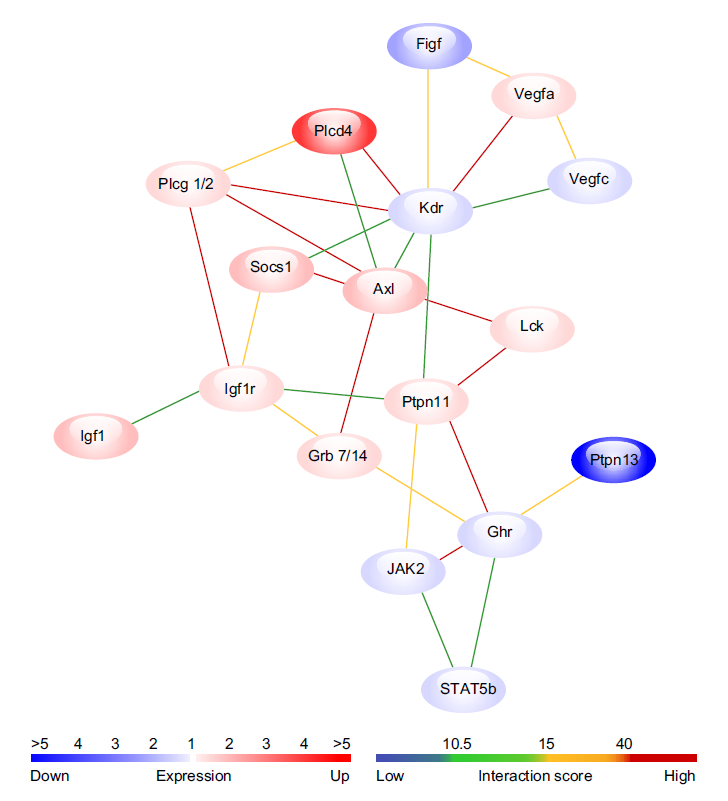 Figf
Vegfa
Plcd4
Plcg 1/2
Vegfc
Kdr
Socs1
Axl
Lck
Igf1r
Ptpn11
Igf1
Grb 7/14
Ptpn13
Ghr
JAK2
STAT5b
>5 4 3 2 1 2 3 4 >5
Down Expression Up
10.5 15 40
Low Interaction score High